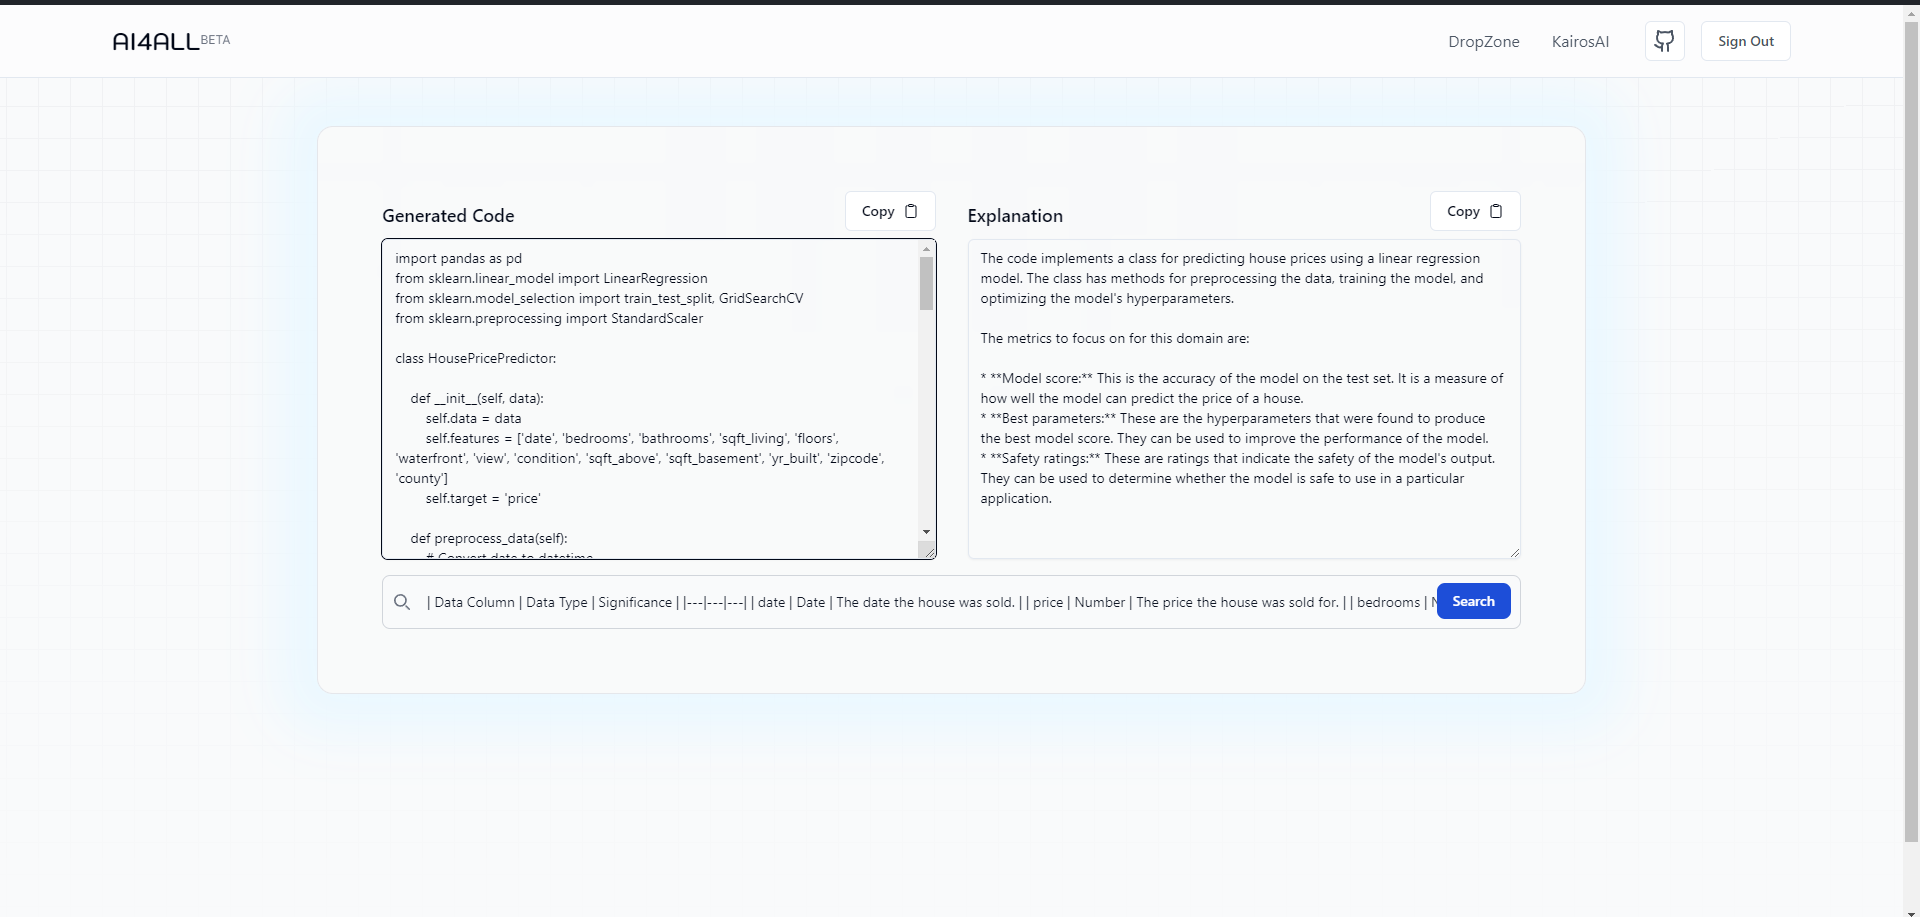 AI4ALL BETA
DropZone
KairosAI
Sign Out
Generated Code
Copy
import pandas as pd
from sklearn.linear_model import LinearRegression
from sklearn.model_selection import train_test_split, GridSearchCV
from sklearn.preprocessing import StandardScaler
class HousePricePredictor:
def __init__(self, data):
self.data = data
self.features = ['date', 'bedrooms', 'bathrooms', 'sqft_living', 'floors',
'waterfront', 'view', 'condition', 'sqft_above', 'sqft_basement', 'yr_built', 'zipcode',
'county']
self.target = 'price'
def preprocess_data(self):
# Convert date to datetime
Explanation
Copy
The code implements a class for predicting house prices using a linear regression
model. The class has methods for preprocessing the data, training the model, and
optimizing the model's hyperparameters.
The metrics to focus on for this domain are:
* **Model score:** This is the accuracy of the model on the test set. It is a measure of
how well the model can predict the price of a house.
* **Best parameters:** These are the hyperparameters that were found to produce
the best model score. They can be used to improve the performance of the model.
* **Safety ratings:** These are ratings that indicate the safety of the model's output.
They can be used to determine whether the model is safe to use in a particular
application.
| Data Column | Data Type | Significance | |---|---|---| | date | Date | The date the house was sold. | | price | Number | The price the house was sold for. | | bedrooms |
Search